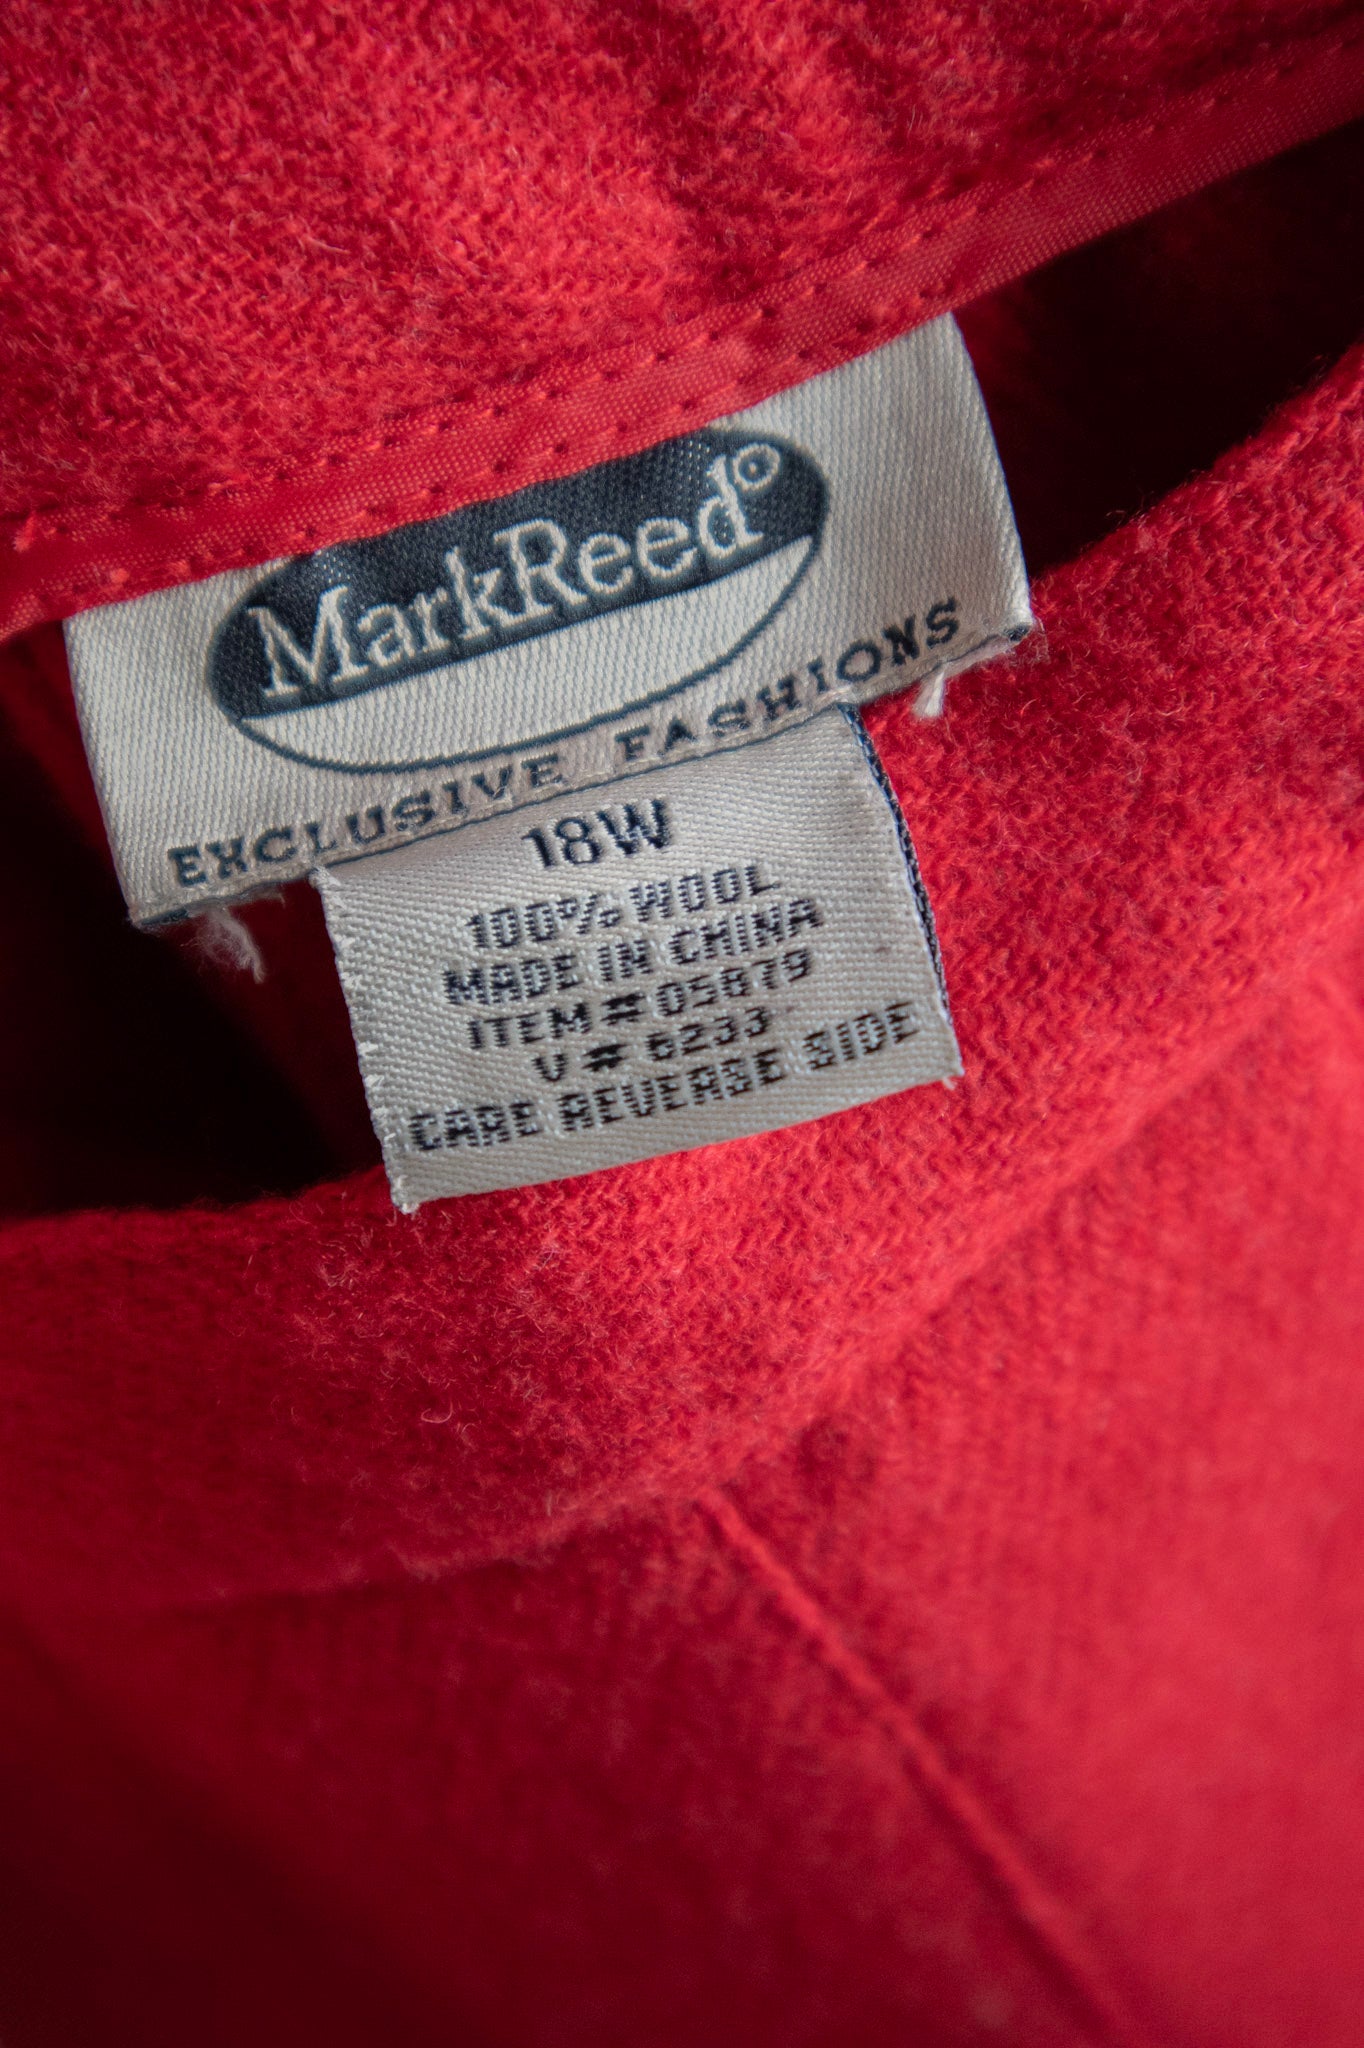 MarkReed
EXCLUSIVE FASHIONS
18W
100% WOOL
MADE IN CHINA
ITEM # 05879
V # 6233
CARE REVERSE SIDE